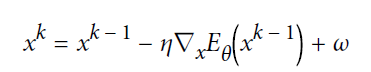 x^k = x^{k-1} - η∇_x E_θ(x^{k-1}) + ω